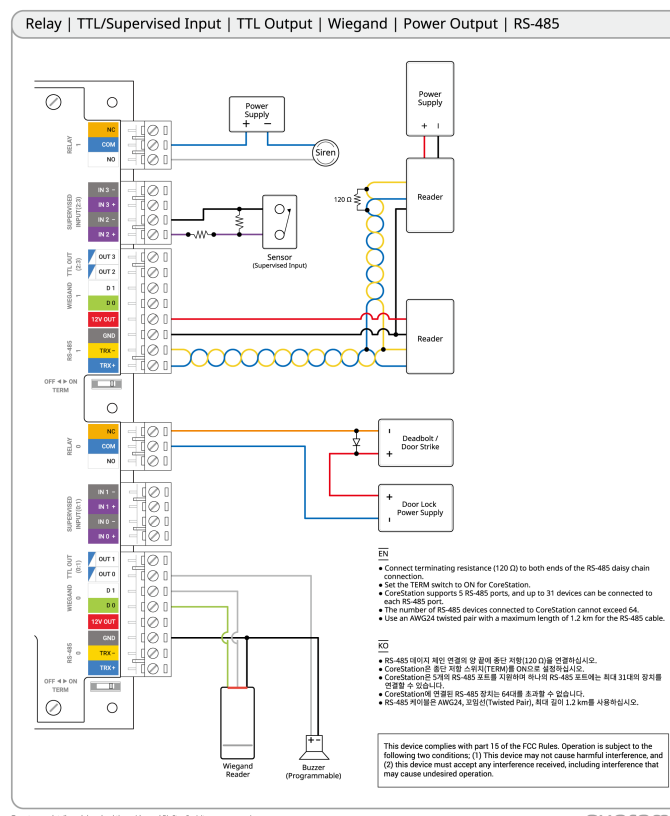 Relay | TTL/Supervised Input | TTL Output | Wiegand | Power Output | RS-485
Power
Supply
+ −
Siren
Power
Supply
+ −
Reader
120 Ω
Reader
Sensor
(Supervised Input)
RELAY
1
NC
COM
NO
SUPERVISED
INPUT(2:3)
IN 3 −
IN 3 +
IN 2 −
IN 2 +
TTL OUT
(2:3)
OUT 3
OUT 2
WIEGAND
1
D 1
D 0
12V OUT
GND
RS-485
1
TRX −
TRX +
OFF ◄ ► ON
TERM
RELAY
0
NC
COM
NO
−
Deadbolt /
Door Strike
+
+
Door Lock
Power Supply
−
SUPERVISED
INPUT(0:1)
IN 1 −
IN 1 +
IN 0 −
IN 0 +
TTL OUT
(0:1)
OUT 1
OUT 0
WIEGAND
0
D 1
D 0
12V OUT
GND
RS-485
0
TRX −
TRX +
OFF ◄ ► ON
TERM
Wiegand
Reader
+ −
Buzzer
(Programmable)
EN
• Connect terminating resistance (120 Ω) to both ends of the RS-485 daisy chain
connection.
• Set the TERM switch to ON for CoreStation.
• CoreStation supports 5 RS-485 ports, and up to 31 devices can be connected to
each RS-485 port.
• The number of RS-485 devices connected to CoreStation cannot exceed 64.
• Use an AWG24 twisted pair with a maximum length of 1.2 km for the RS-485 cable.
KO
• RS-485 데이지 체인 연결의 양 끝에 종단 저항(120 Ω)을 연결하십시오.
• CoreStation은 종단 저항 스위치(TERM)를 ON으로 설정하십시오.
• CoreStation은 5개의 RS-485 포트를 지원하며 하나의 RS-485 포트에는 최대 31대의 장치를
연결할 수 있습니다.
• CoreStation에 연결된 RS-485 장치는 64대를 초과할 수 없습니다.
• RS-485 케이블은 AWG24, 꼬임선(Twisted Pair), 최대 길이 1.2 km를 사용하십시오.
This device complies with part 15 of the FCC Rules. Operation is subject to the
following two conditions; (1) This device may not cause harmful interference, and
(2) this device must accept any interference received, including interference that
may cause undesired operation.